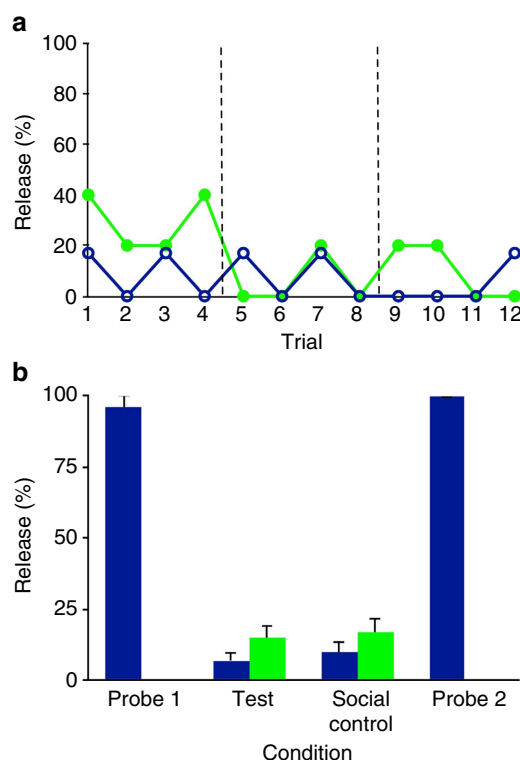 a
100
80
60
40
20
0
Release (%)
1 2 3 4 5 6 7 8 9 10 11 12
Trial
b
100
75
50
25
0
Release (%)
Probe 1 Test Social control Probe 2
Condition